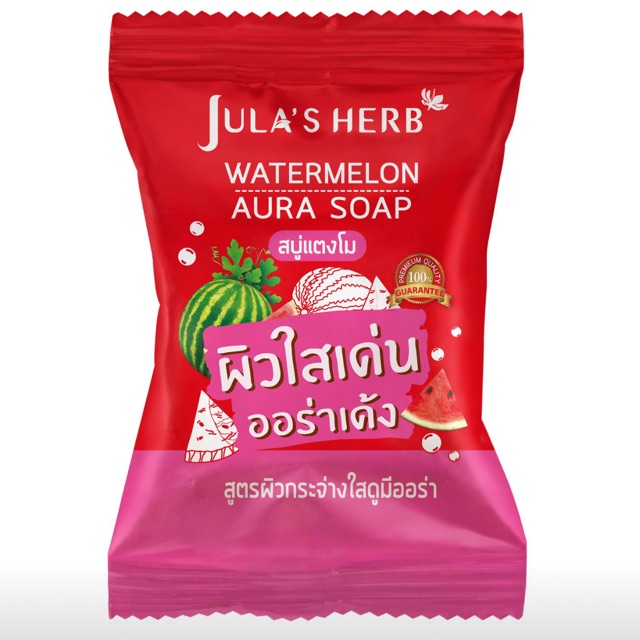 JULA'S HERB
WATERMELON
AURA SOAP
สบู่แตงโม
PREMIUM QUALITY
100%
GUARANTEE
ผิวใสเด่น
ออร่าเด้ง
สูตรผิวกระจ่างใสดูมีออร่า